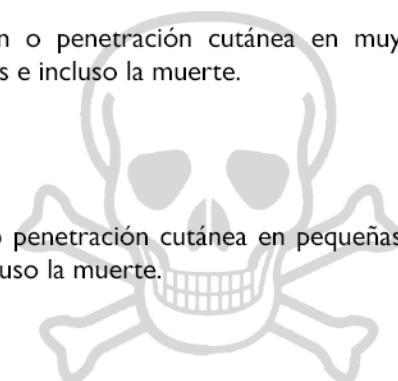 n o penetración cutánea en muy
s e incluso la muerte.
o penetración cutánea en pequeñas
uso la muerte.